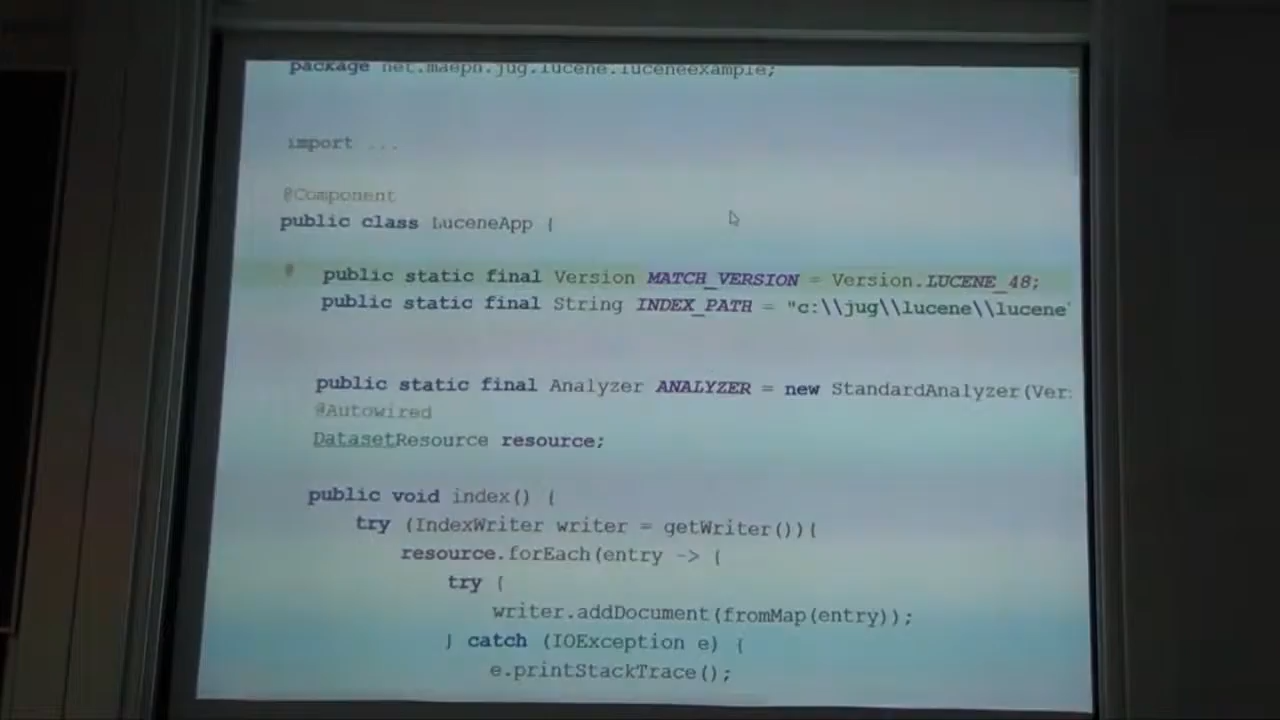 package net.maepn.jug.lucene.luceneexample;
import ...
@Component
public class LuceneApp {
public static final Version MATCH_VERSION = Version.LUCENE_48;
public static final String INDEX_PATH = "c:\\jug\\lucene\\lucene
public static final Analyzer ANALYZER = new StandardAnalyzer(Ver
@Autowired
DatasetResource resource;
public void index() {
try (IndexWriter writer = getWriter()){
resource.forEach(entry -> {
try {
writer.addDocument(fromMap(entry));
} catch (IOException e) {
e.printStackTrace();